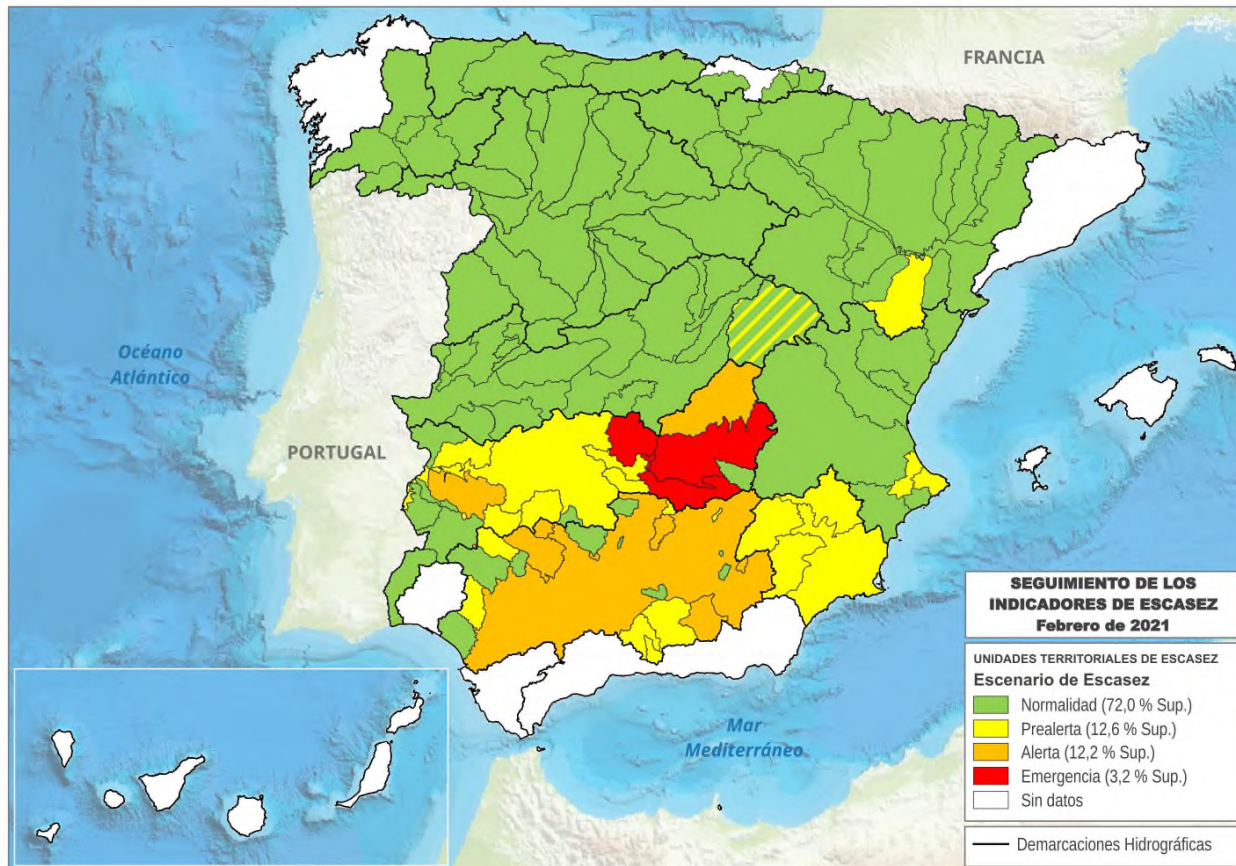 FRANCIA
Océano
Atlántico
PORTUGAL
Mar
Mediterráneo
SEGUIMIENTO DE LOS
INDICADORES DE ESCASEZ
Febrero de 2021
UNIDADES TERRITORIALES DE ESCASEZ
Escenario de Escasez
Normalidad (72,0 % Sup.)
Prealerta (12,6 % Sup.)
Alerta (12,2 % Sup.)
Emergencia (3,2 % Sup.)
Sin datos
Demarcaciones Hidrográficas